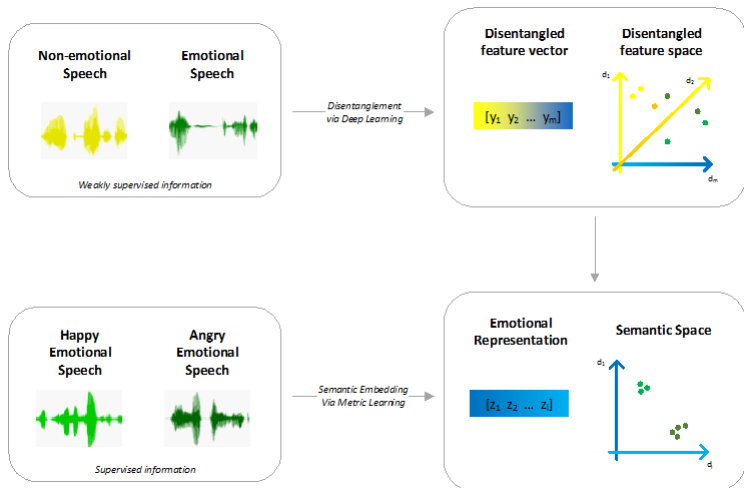 Non-emotional
Speech
Emotional
Speech
Weakly supervised information
Disentanglement
via Deep Learning
Disentangled
feature vector
[y₁ y₂ ... yₘ]
Disentangled
feature space
d₁
d₂
dₘ
Happy
Emotional
Speech
Angry
Emotional
Speech
Supervised information
Semantic Embedding
Via Metric Learning
Emotional
Representation
[z₁ z₂ ... zₗ]
Semantic Space
d₁
dₗ